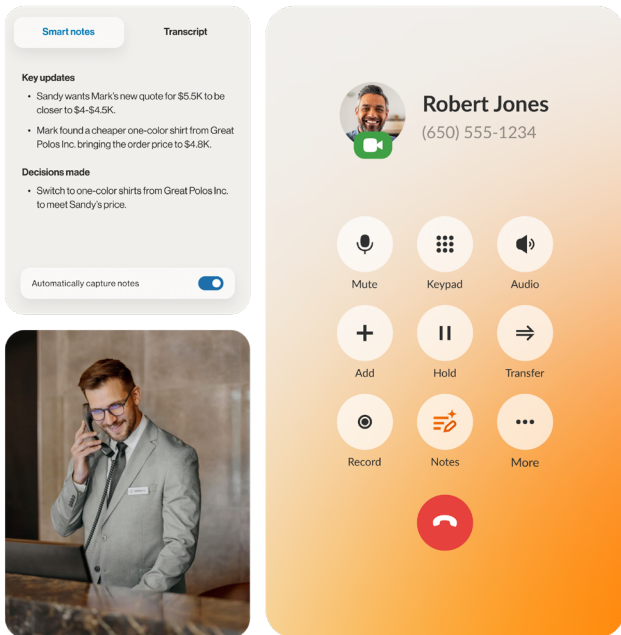 Smart notes
Transcript
Key updates
• Sandy wants Mark's new quote for $5.5K to be
closer to $4-$4.5K.
• Mark found a cheaper one-color shirt from Great
Polos Inc. bringing the order price to $4.8K.
Decisions made
• Switch to one-color shirts from Great Polos Inc.
to meet Sandy's price.
Automatically capture notes
Robert Jones
(650) 555-1234
Mute
Keypad
Audio
Add
Hold
Transfer
Record
Notes
More